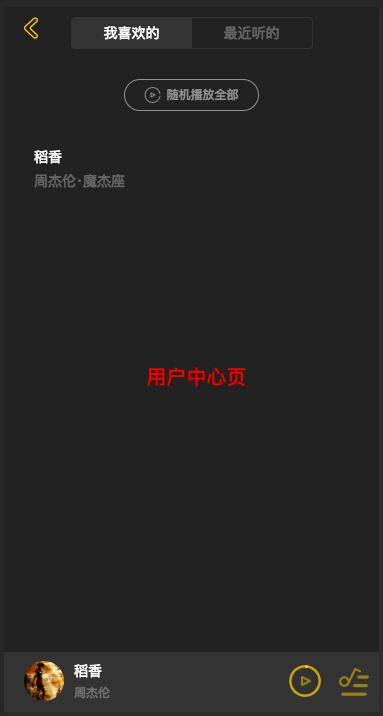 我喜欢的 最近听的
随机播放全部
稻香
周杰伦·魔杰座
用户中心页
稻香
周杰伦